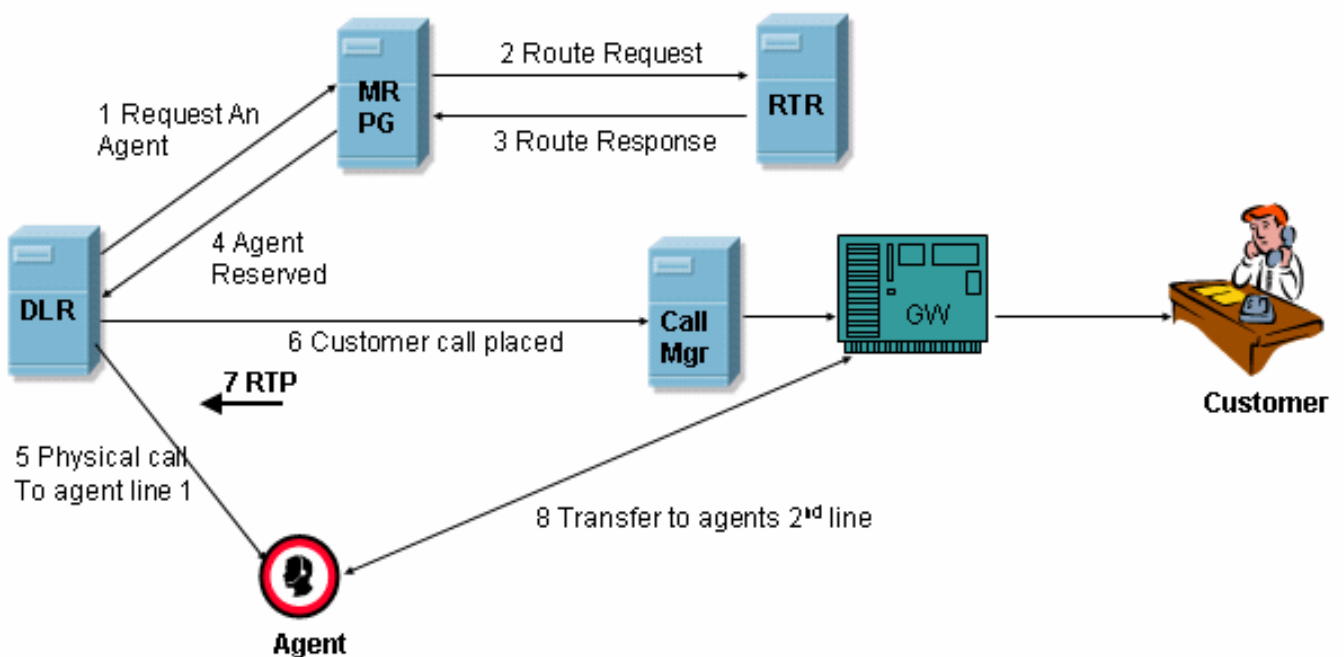 2 Route Request
MR
PG
RTR
1 Request An
Agent
3 Route Response
4 Agent
Reserved
DLR
Call
Mgr
GW
6 Customer call placed
7 RTP
Customer
5 Physical call
To agent line 1
8 Transfer to agents 2ⁿᵈ line
Agent